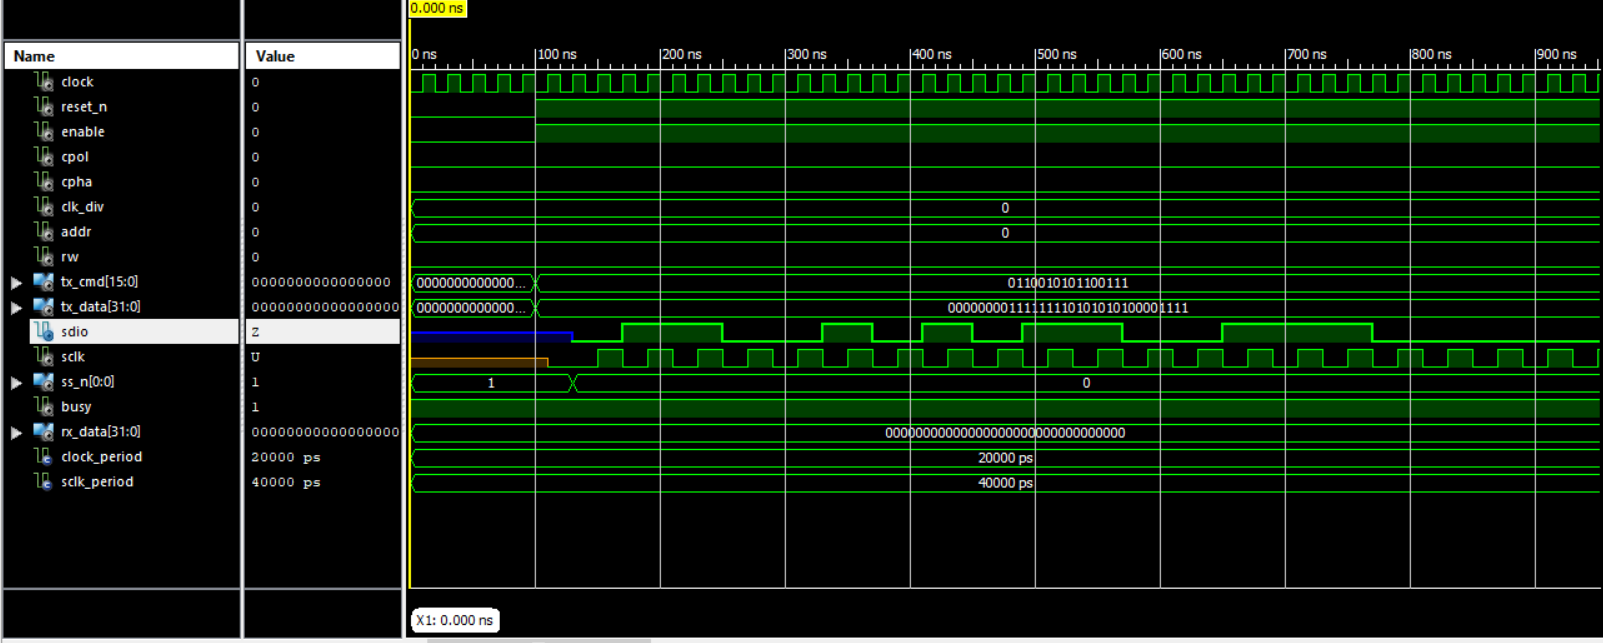 0.000 ns
Name Value 0 ns 100 ns 200 ns 300 ns 400 ns 500 ns 600 ns 700 ns 800 ns 900 ns
clock 0
reset_n 0
enable 0
cpol 0
cpha 0
clk_div 0 0
addr 0 0
rw 0
tx_cmd[15:0] 0000000000000000 0000000000000... 0110010101100111
tx_data[31:0] 00000000000000000 0000000000000... 00000000111111110101010100001111
sdio Z
sclk U
ss_n[0:0] 1 1 0
busy 1
rx_data[31:0] 00000000000000000 00000000000000000000000000000000
clock_period 20000 ps 20000 ps
sclk_period 40000 ps 40000 ps
X1: 0.000 ns